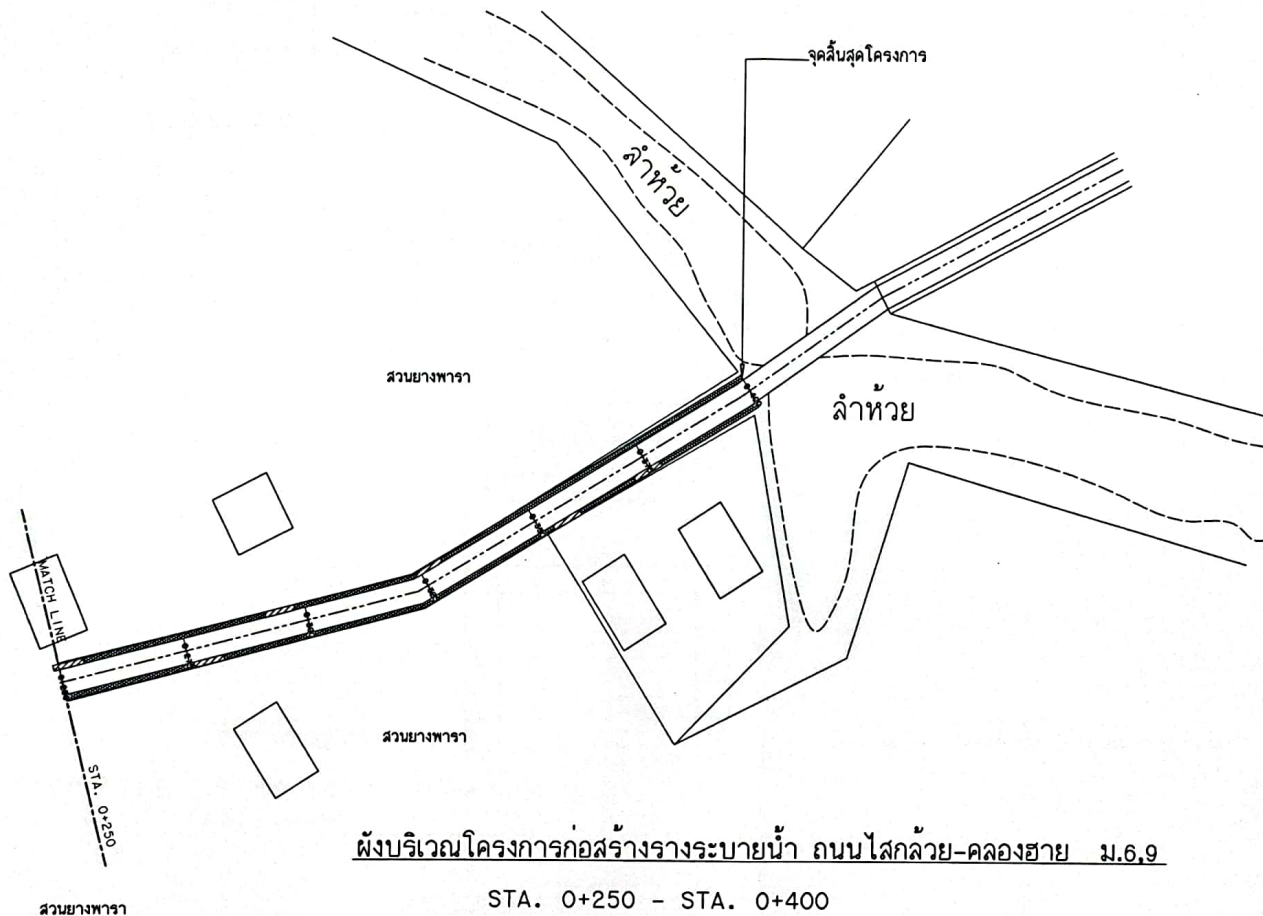 จุดสิ้นสุดโครงการ
ลำห้วย
สวนยางพารา
ลำห้วย
MATCH LINE
สวนยางพารา
STA. 0+250
ผังบริเวณโครงการก่อสร้างรางระบายน้ำ ถนนไสกล้วย-คลองฮาย ม.6,9
STA. 0+250 - STA. 0+400
สวนยางพารา